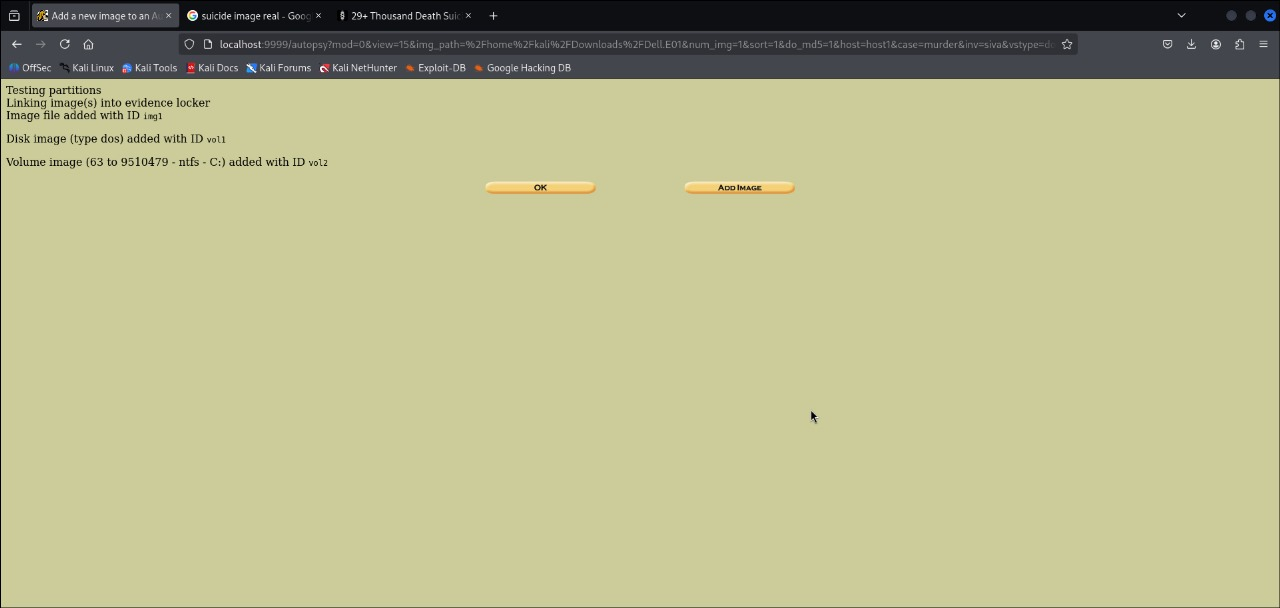 Add a new image to an Au
suicide image real - Goog
29+ Thousand Death Suic
localhost:9999/autopsy?mod=0&view=15&img_path=%2Fhome%2Fkali%2FDownloads%2FDell.E01&num_img=1&sort=1&do_md5=1&host=host1&case=murder&inv=siva&vstype=d
OffSec Kali Linux Kali Tools Kali Docs Kali Forums Kali NetHunter Exploit-DB Google Hacking DB
Testing partitions
Linking image(s) into evidence locker
Image file added with ID img1
Disk image (type dos) added with ID vol1
Volume image (63 to 9510479 - ntfs - C:) added with ID vol2
OK ADD IMAGE